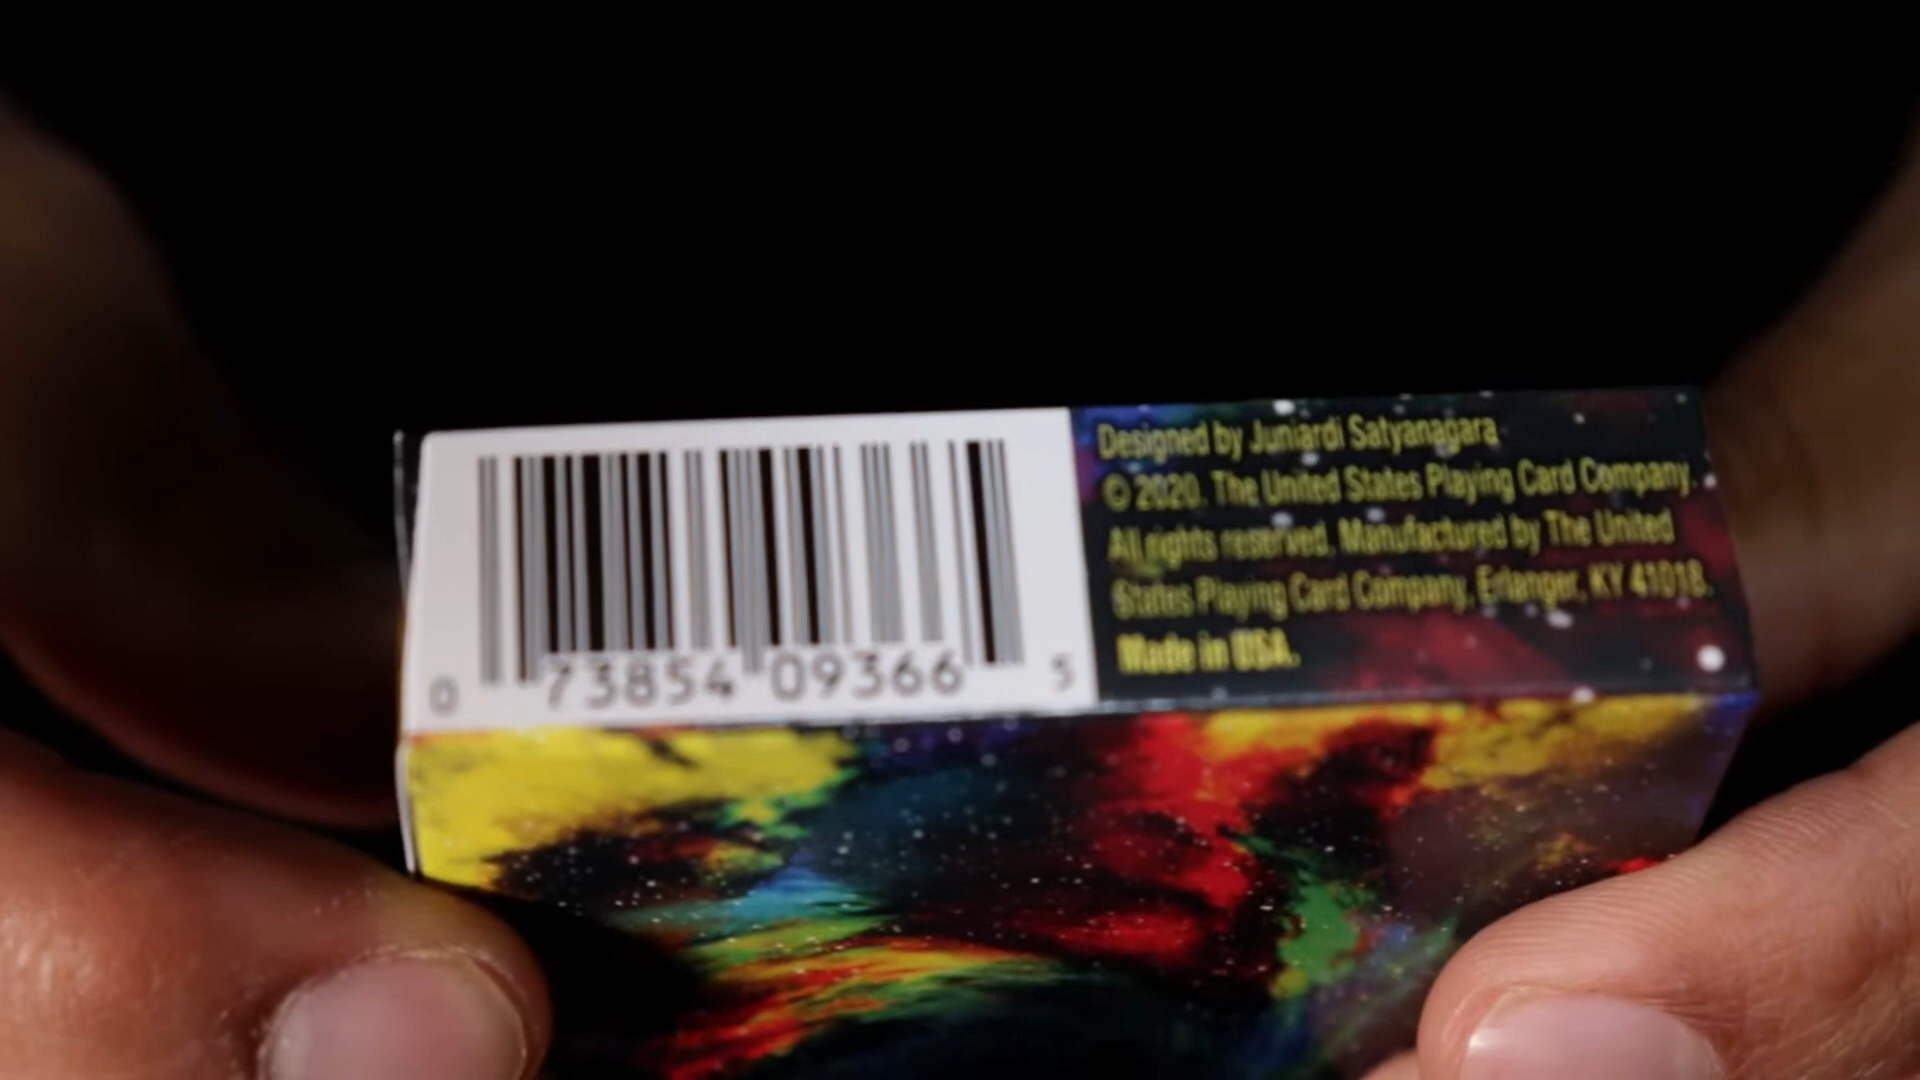 0 73854 09366 5
Designed by Juniardi Satyanagara
© 2020. The United States Playing Card Company.
All rights reserved. Manufactured by The United
States Playing Card Company, Erlanger, KY 41018.
Made in USA.